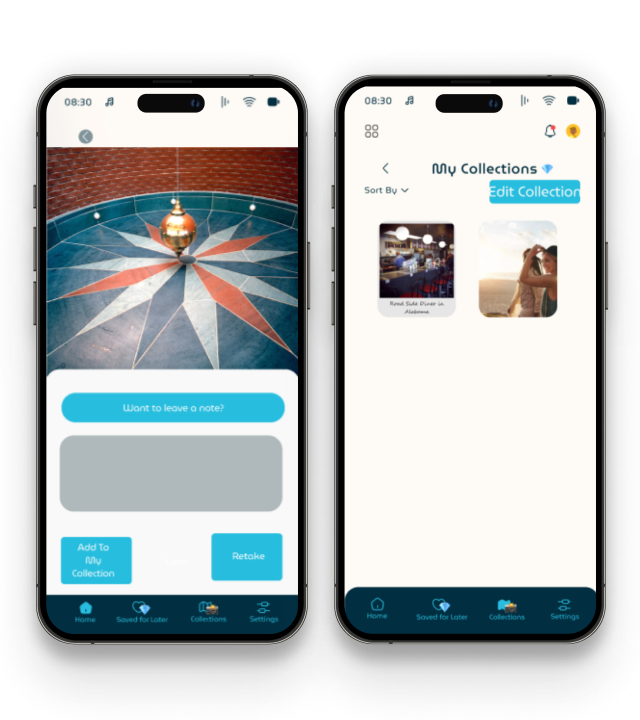 08:30
Want to leave a note?
Add To
My
Collection
Retake
Home
Saved for Later
Collections
Settings
08:30
My Collections
Sort By
Edit Collection
Road Side Diner in
Alabama
Home
Saved for Later
Collections
Settings